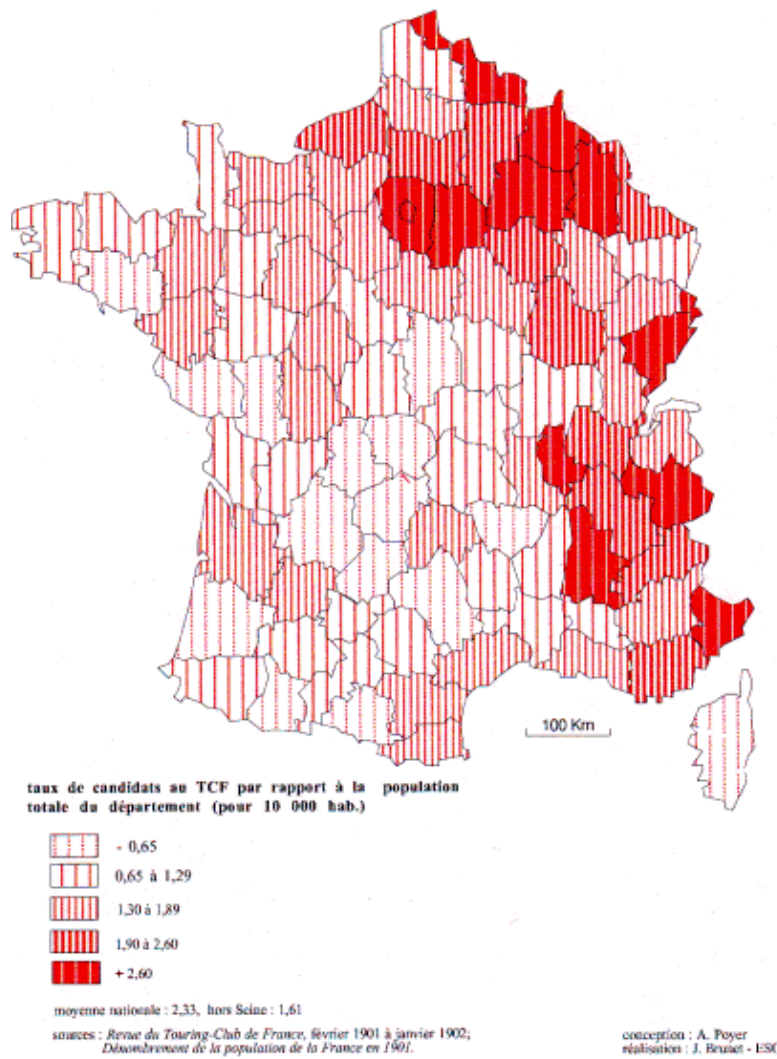 100 Km
taux de candidats au TCF par rapport à la population
totale du département (pour 10 000 hab.)
- 0,65
0,65 à 1,29
1,30 à 1,89
1,90 à 2,60
+ 2,60
moyenne nationale : 2,33, hors Seine : 1,61
sources : Revue du Touring-Club de France, février 1901 à janvier 1902;
Dénombrement de la population de la France en 1901.
conception : A. Poyer
réalisation : J. Brunet - ESO